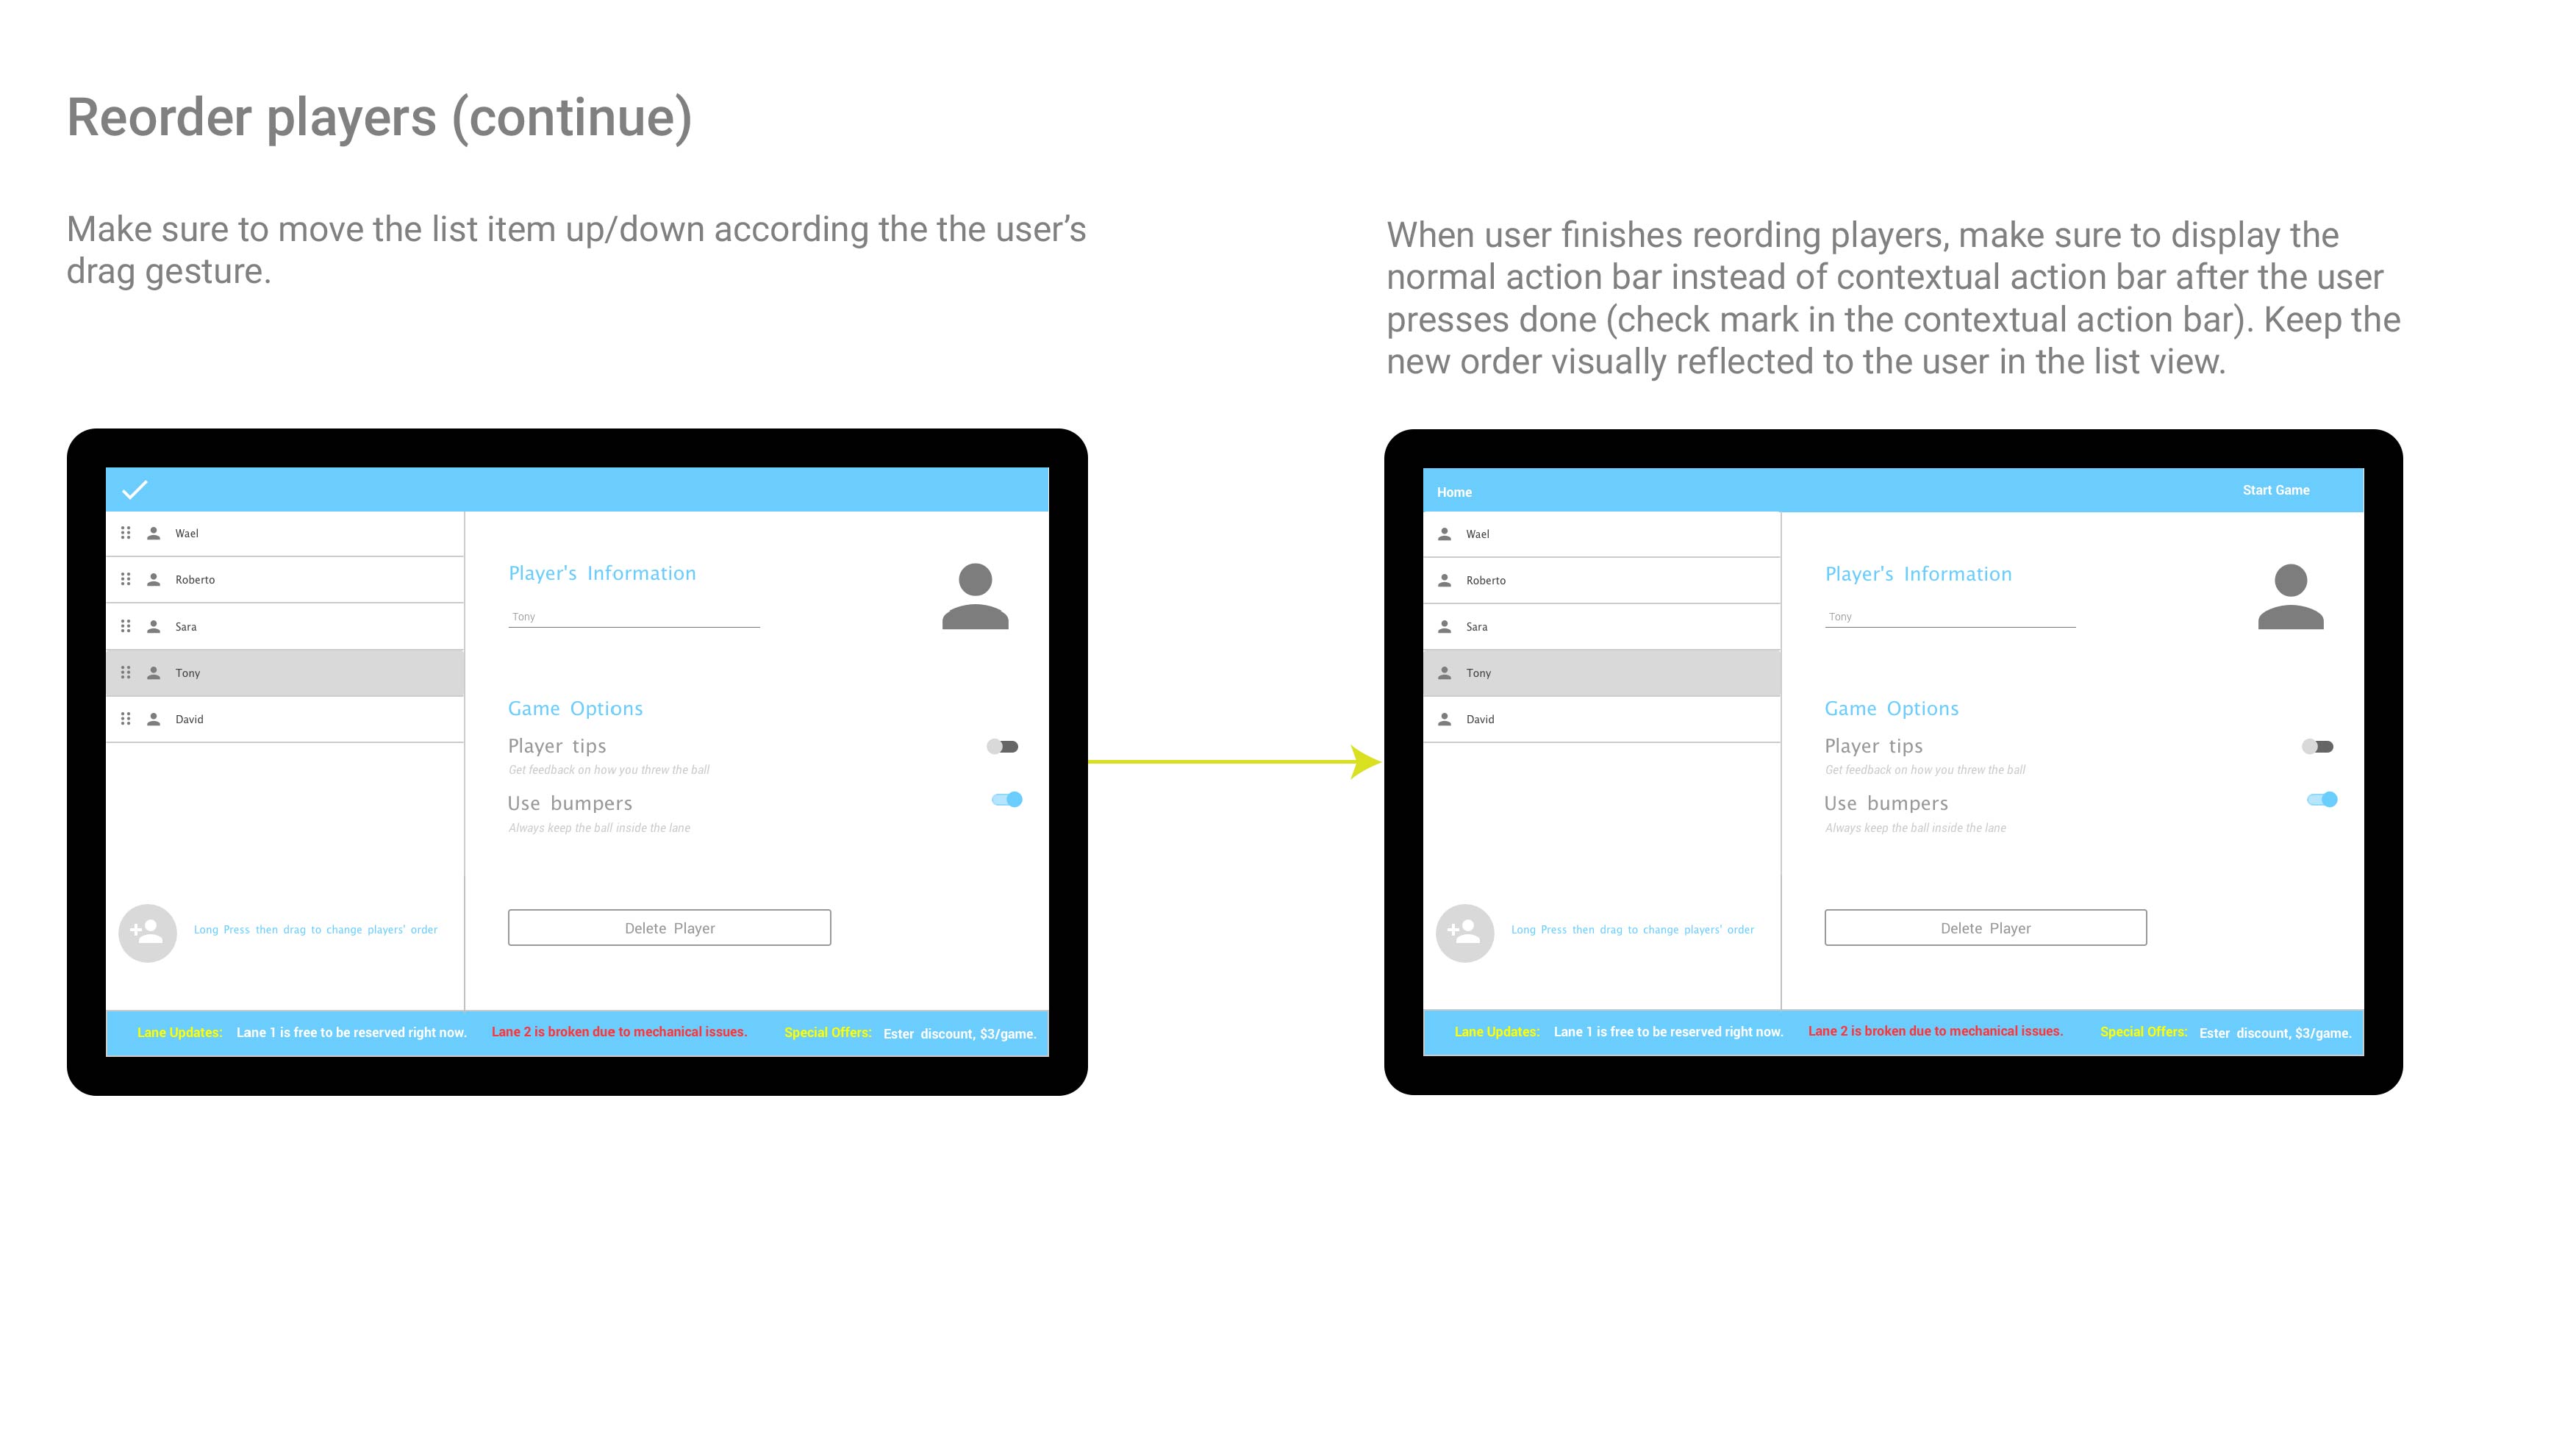 Reorder players (continue)
Make sure to move the list item up/down according the the user’s
drag gesture.
When user finishes reording players, make sure to display the
normal action bar instead of contextual action bar after the user
presses done (check mark in the contextual action bar). Keep the
new order visually reflected to the user in the list view.
Wael
Roberto
Sara
Tony
David
Long Press then drag to change players' order
Player's Information
Tony
Game Options
Player tips
Get feedback on how you threw the ball
Use bumpers
Always keep the ball inside the lane
Delete Player
Lane Updates: Lane 1 is free to be reserved right now. Lane 2 is broken due to mechanical issues. Special Offers: Ester discount, $3/game.
Home Start Game
Wael
Roberto
Sara
Tony
David
Long Press then drag to change players' order
Player's Information
Tony
Game Options
Player tips
Get feedback on how you threw the ball
Use bumpers
Always keep the ball inside the lane
Delete Player
Lane Updates: Lane 1 is free to be reserved right now. Lane 2 is broken due to mechanical issues. Special Offers: Ester discount, $3/game.